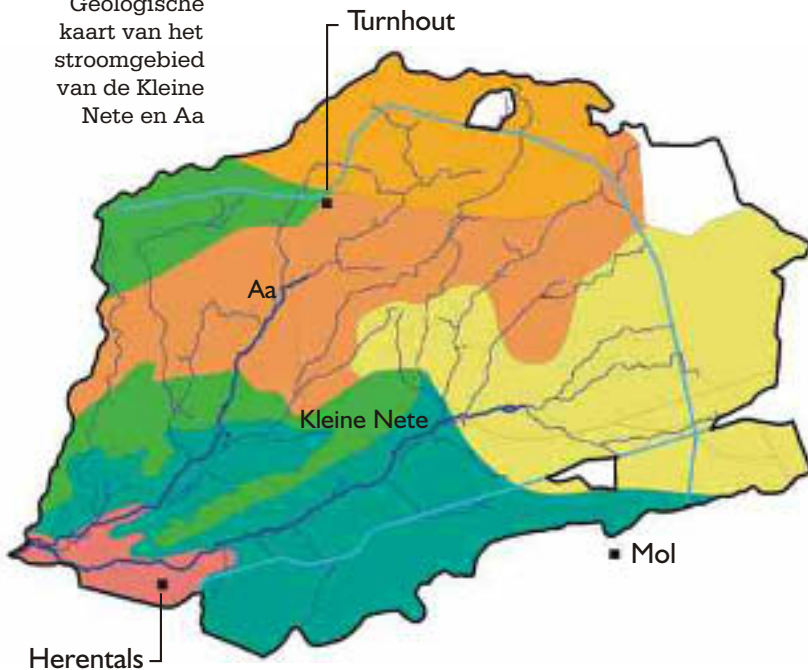 Geologische
kaart van het
stroomgebied
van de Kleine
Nete en Aa
Turnhout
Aa
Kleine Nete
Mol
Herentals